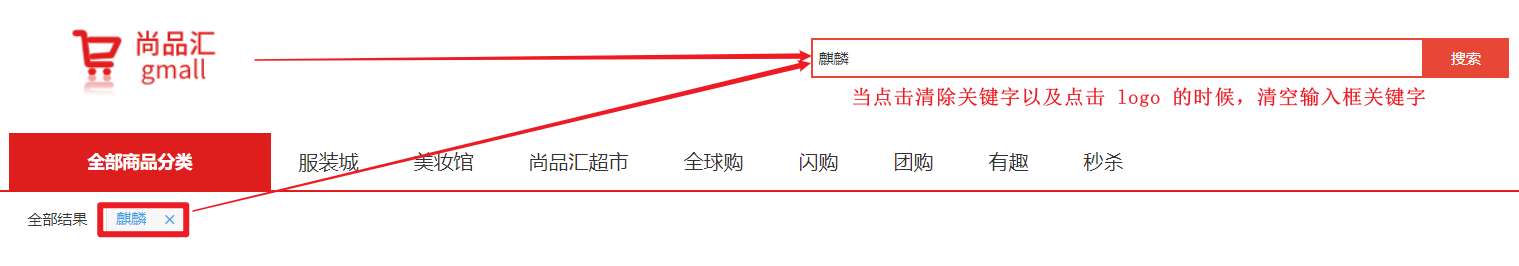 尚品汇
gmall
麒麟
搜索
当点击清除关键字以及点击 logo 的时候，清空输入框关键字
全部商品分类 服装城 美妆馆 尚品汇超市 全球购 闪购 团购 有趣 秒杀
全部结果 麒麟 ×